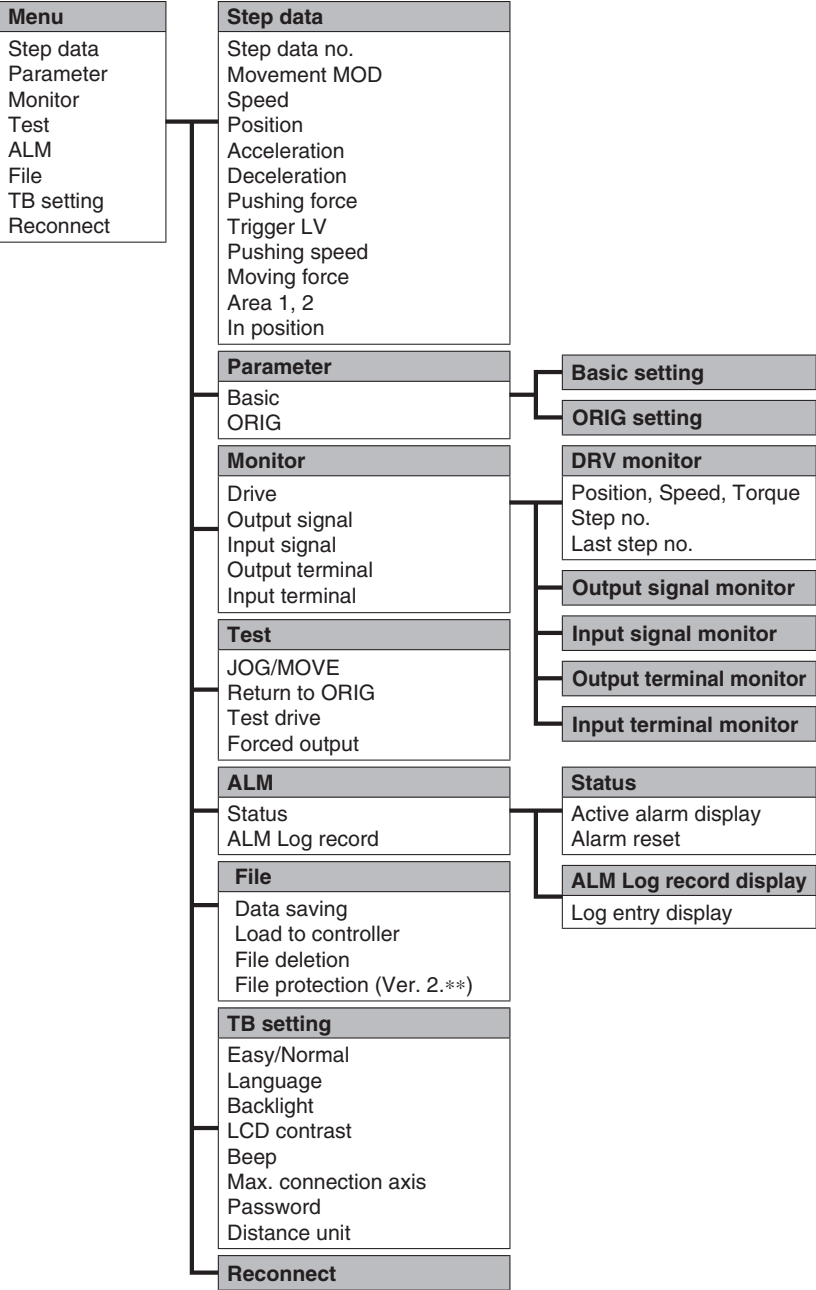 Menu
Step data
Parameter
Monitor
Test
ALM
File
TB setting
Reconnect
Step data
Step data no.
Movement MOD
Speed
Position
Acceleration
Deceleration
Pushing force
Trigger LV
Pushing speed
Moving force
Area 1, 2
In position
Parameter
Basic
ORIG
Basic setting
ORIG setting
Monitor
Drive
Output signal
Input signal
Output terminal
Input terminal
DRV monitor
Position, Speed, Torque
Step no.
Last step no.
Output signal monitor
Input signal monitor
Output terminal monitor
Input terminal monitor
Test
JOG/MOVE
Return to ORIG
Test drive
Forced output
ALM
Status
ALM Log record
Status
Active alarm display
Alarm reset
ALM Log record display
Log entry display
File
Data saving
Load to controller
File deletion
File protection (Ver. 2.∗∗)
TB setting
Easy/Normal
Language
Backlight
LCD contrast
Beep
Max. connection axis
Password
Distance unit
Reconnect